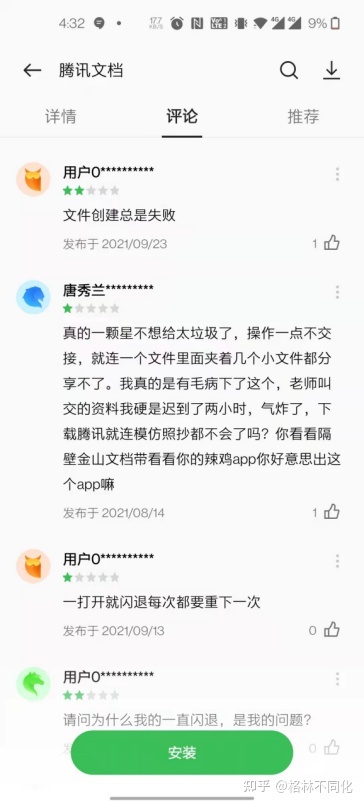 4:32
177
KB/S
4G
4G
9%
腾讯文档
详情
评论
推荐
用户0**********
文件创建总是失败
发布于 2021/09/23
1
唐秀兰*********
真的一颗星不想给太垃圾了，操作一点不交
接，就连一个文件里面夹着几个小文件都分
享不了。我真的是有毛病下了这个，老师叫
交的资料我硬是迟到了两小时，气炸了，下
载腾讯就连模仿照抄都不会了吗？你看看隔
壁金山文档带看看你的辣鸡app你好意思出这
个app嘛
发布于 2021/08/14
1
用户0**********
一打开就闪退每次都要重下一次
发布于 2021/09/13
0
用户0**********
请问为什么我的一直闪退，是我的问题？
安装
0
知乎 @格林不同化